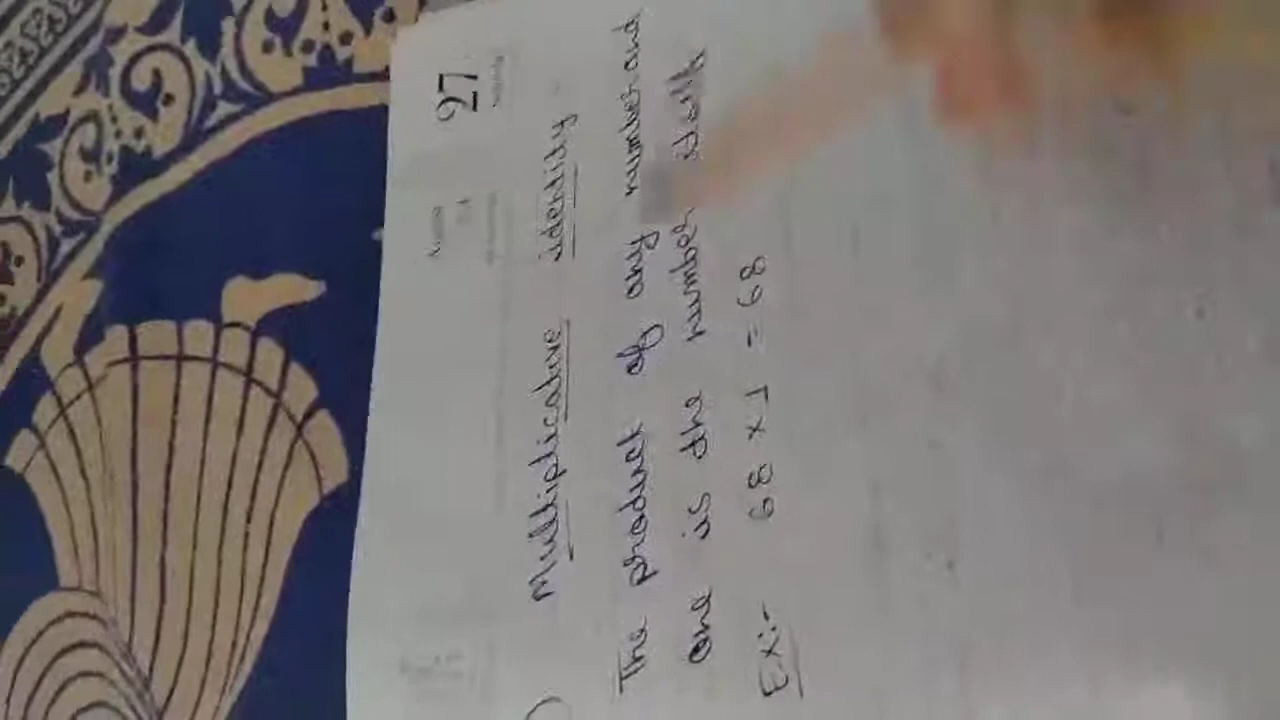 27
Multiplicative identity -
The product of any number and
one is the number itself
Ex:- 68 x 1 = 68